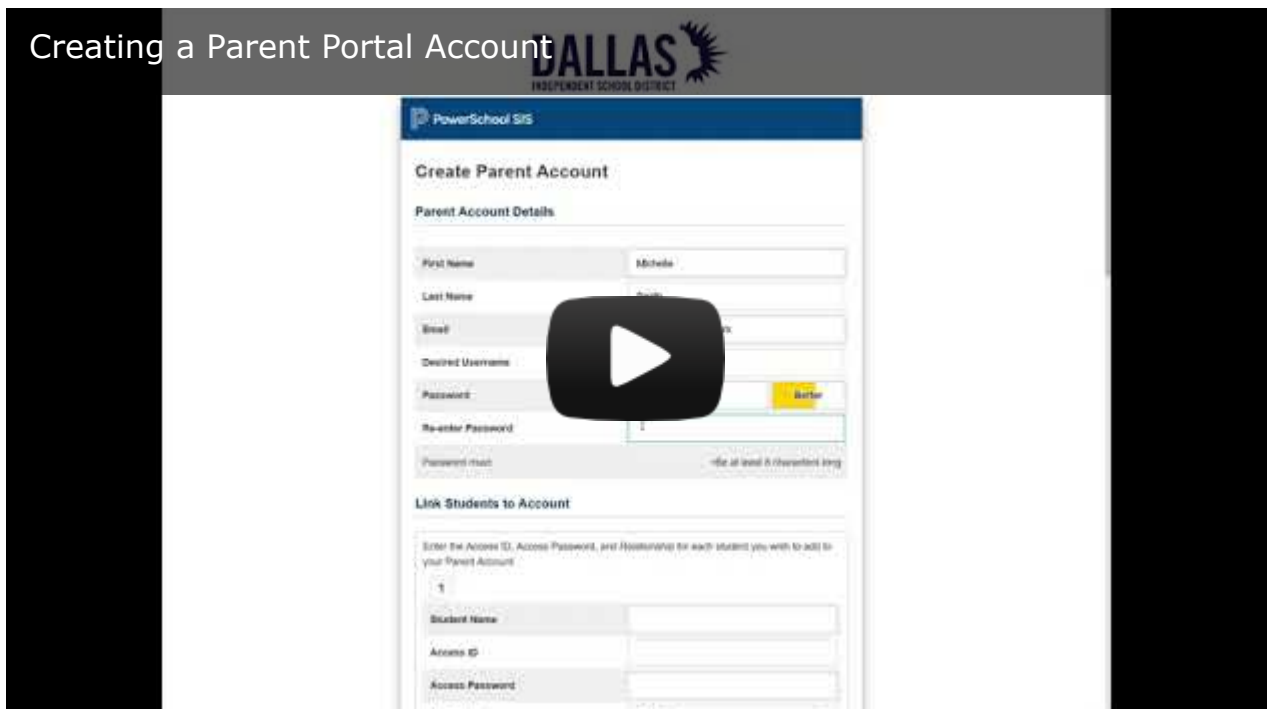 Creating a Parent Portal Account
DALLAS
INDEPENDENT SCHOOL DISTRICT
PowerSchool SIS
Create Parent Account
Parent Account Details
First Name Michelle
Last Name
Email
Desired Username
Password Better
Re-enter Password
Password must: •Be at least 8 characters long
Link Students to Account
Enter the Access ID, Access Password, and Relationship for each student you wish to add to
your Parent Account
1
Student Name
Access ID
Access Password